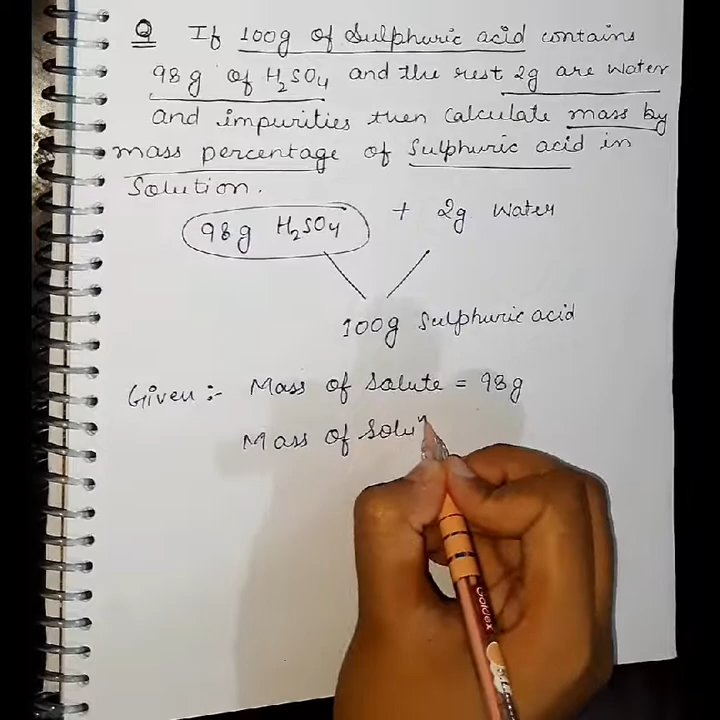 Q If 100g of Sulphuric acid contains
98 g of H₂SO₄ and the rest 2g are water
and impurities then calculate mass by
mass percentage of Sulphuric acid in
Solution.
98g H₂SO₄ + 2g Water
100g Sulphuric acid
Given:- Mass of Solute = 98g
Mass of Solu
Goldex